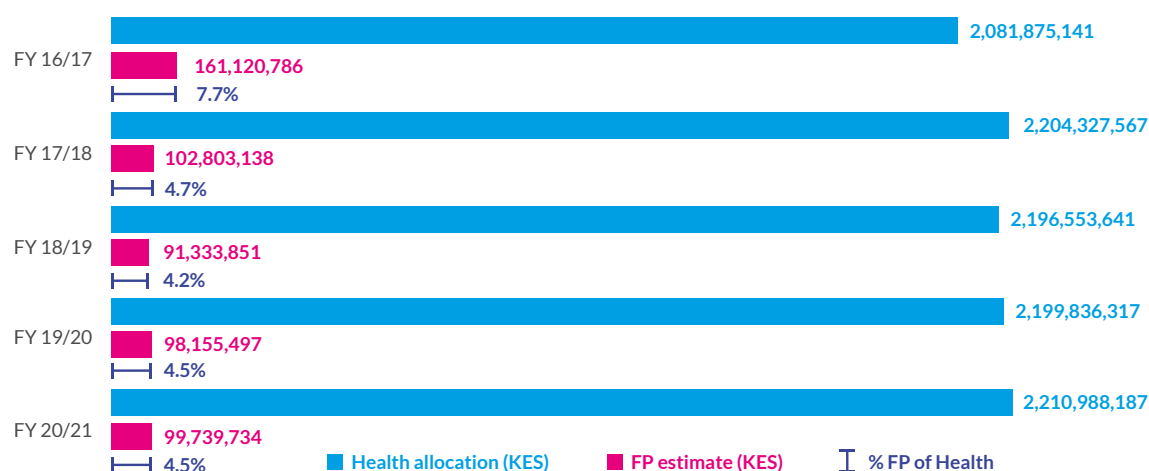 2,081,875,141
FY 16/17
161,120,786
7.7%
2,204,327,567
FY 17/18
102,803,138
4.7%
2,196,553,641
FY 18/19
91,333,851
4.2%
2,199,836,317
FY 19/20
98,155,497
4.5%
2,210,988,187
FY 20/21
99,739,734
4.5%
Health allocation (KES) FP estimate (KES) % FP of Health